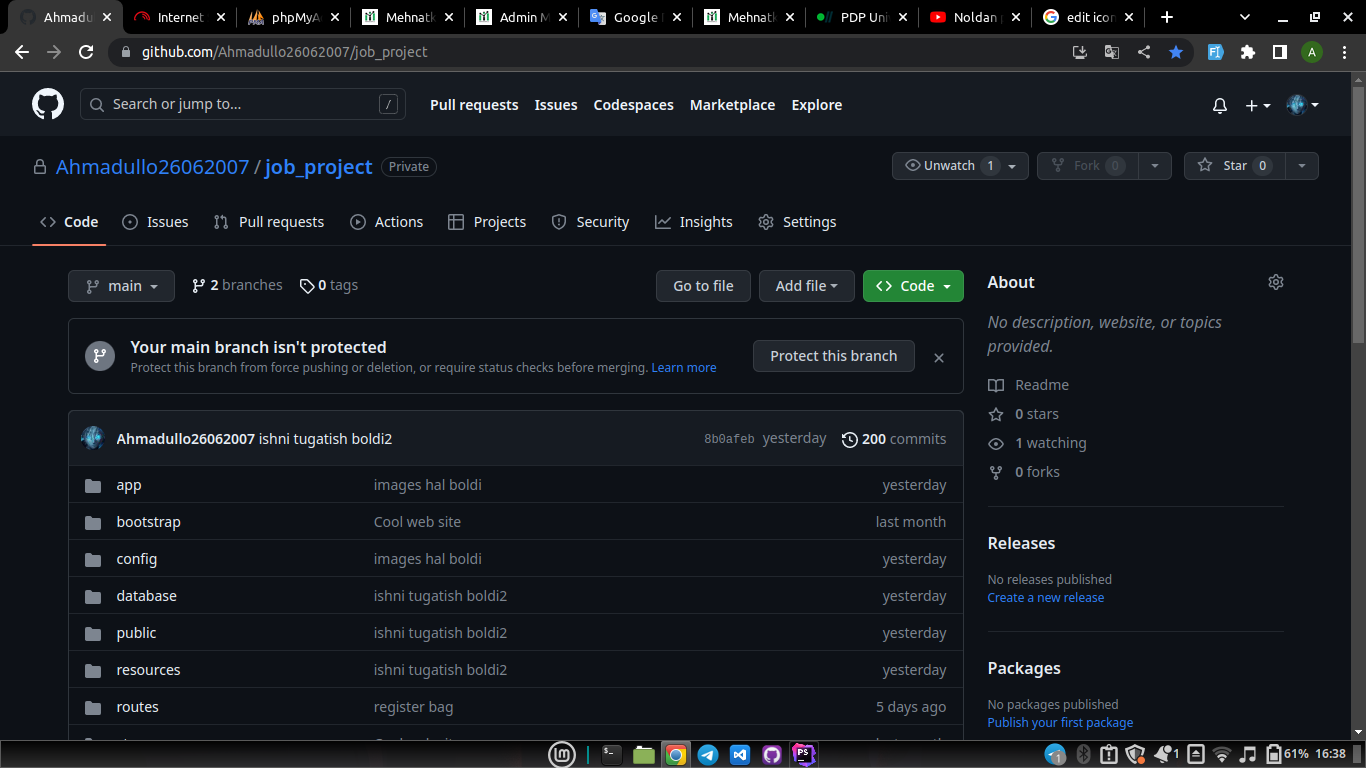 Ahmadu
Internet
phpMyA
Mehnatk
Admin M
Google
Mehnatk
PDP Uni
Noldan
edit icon
github.com/Ahmadullo26062007/job_project
A
Search or jump to...
/
Pull requests
Issues
Codespaces
Marketplace
Explore
Ahmadullo26062007 / job_project
Private
Unwatch 1
Fork 0
Star 0
Code
Issues
Pull requests
Actions
Projects
Security
Insights
Settings
main
2 branches
0 tags
Go to file
Add file
Code
Your main branch isn't protected
Protect this branch from force pushing or deletion, or require status checks before merging. Learn more
Protect this branch
Ahmadullo26062007 ishni tugatish boldi2
8b0afeb yesterday
200 commits
app images hal boldi yesterday
bootstrap Cool web site last month
config images hal boldi yesterday
database ishni tugatish boldi2 yesterday
public ishni tugatish boldi2 yesterday
resources ishni tugatish boldi2 yesterday
routes register bag 5 days ago
About
No description, website, or topics
provided.
Readme
0 stars
1 watching
0 forks
Releases
No releases published
Create a new release
Packages
No packages published
Publish your first package
PS
1
1
61%
16:38